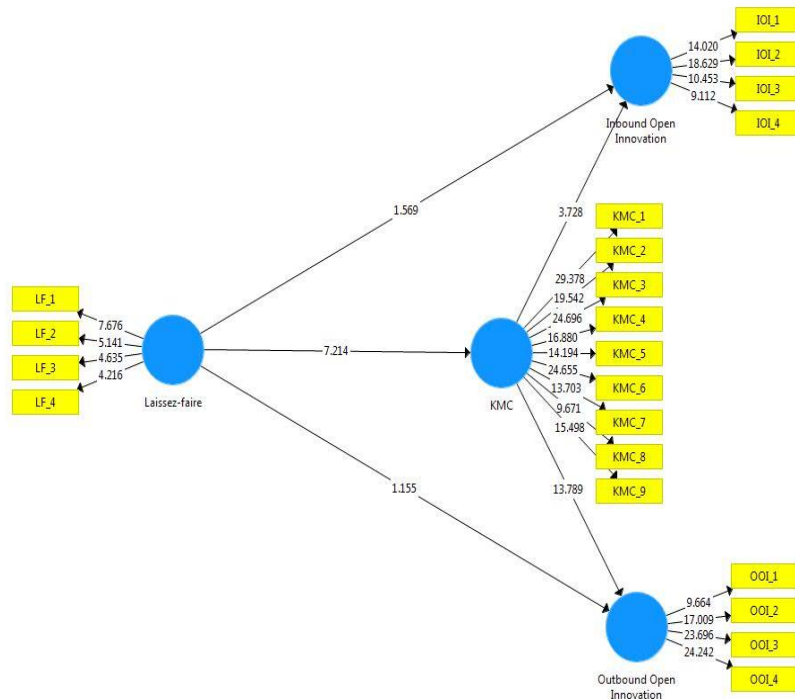 IOI_1
14.020
IOI_2
18.629
10.453
IOI_3
9.112
IOI_4
Inbound Open
Innovation
1.569
3.728
KMC_1
KMC_2
29.378
KMC_3
19.542
24.696
KMC_4
16.880
14.194
KMC_5
24.655
KMC_6
13.703
9.671
KMC_7
15.498
KMC_8
KMC_9
KMC
LF_1
7.676
LF_2
5.141
LF_3
4.635
4.216
LF_4
Laissez-faire
7.214
1.155
13.789
OOI_1
9.664
OOI_2
17.009
23.696
OOI_3
24.242
OOI_4
Outbound Open
Innovation